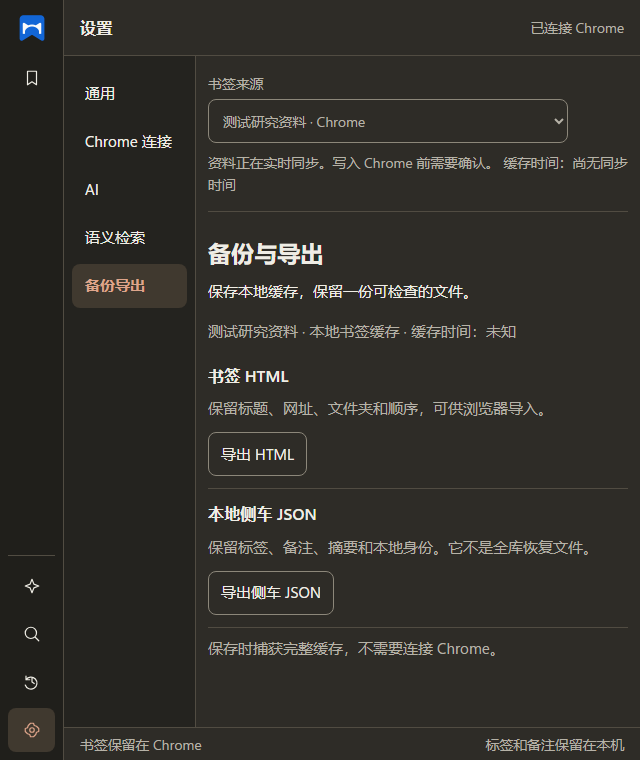 设置
已连接 Chrome
通用
Chrome 连接
AI
语义检索
备份导出
书签来源
测试研究资料 · Chrome
资料正在实时同步。写入 Chrome 前需要确认。 缓存时间：尚无同步
时间
备份与导出
保存本地缓存，保留一份可检查的文件。
测试研究资料 · 本地书签缓存 · 缓存时间：未知
书签 HTML
保留标题、网址、文件夹和顺序，可供浏览器导入。
导出 HTML
本地侧车 JSON
保留标签、备注、摘要和本地身份。它不是全库恢复文件。
导出侧车 JSON
保存时捕获完整缓存，不需要连接 Chrome。
书签保留在 Chrome
标签和备注保留在本机